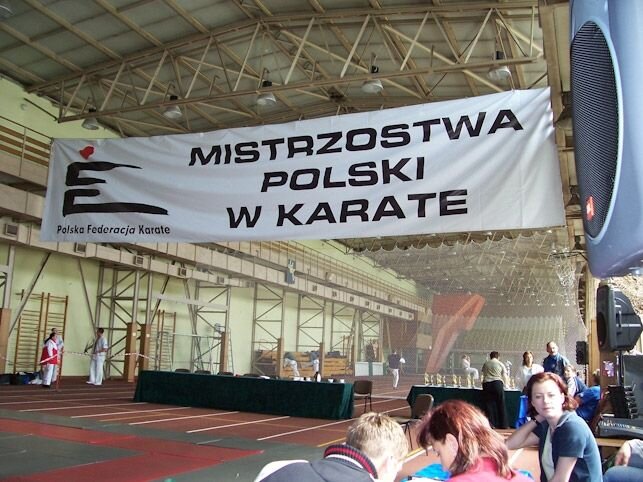 MISTRZOSTWA
POLSKI
W KARATE
Polska Federacja Karate